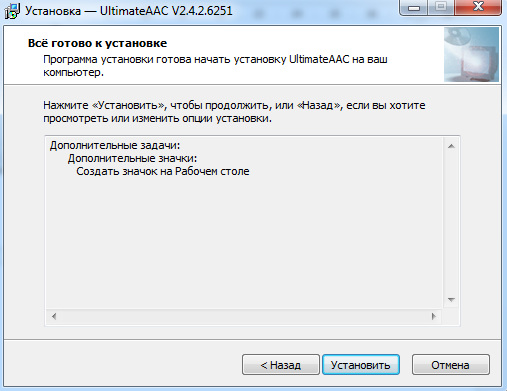 Установка — UltimateAAC V2.4.2.6251
Всё готово к установке
Программа установки готова начать установку UltimateAAC на ваш
компьютер.
Нажмите «Установить», чтобы продолжить, или «Назад», если вы хотите
просмотреть или изменить опции установки.
Дополнительные задачи:
Дополнительные значки:
Создать значок на Рабочем столе
< Назад
Установить
Отмена